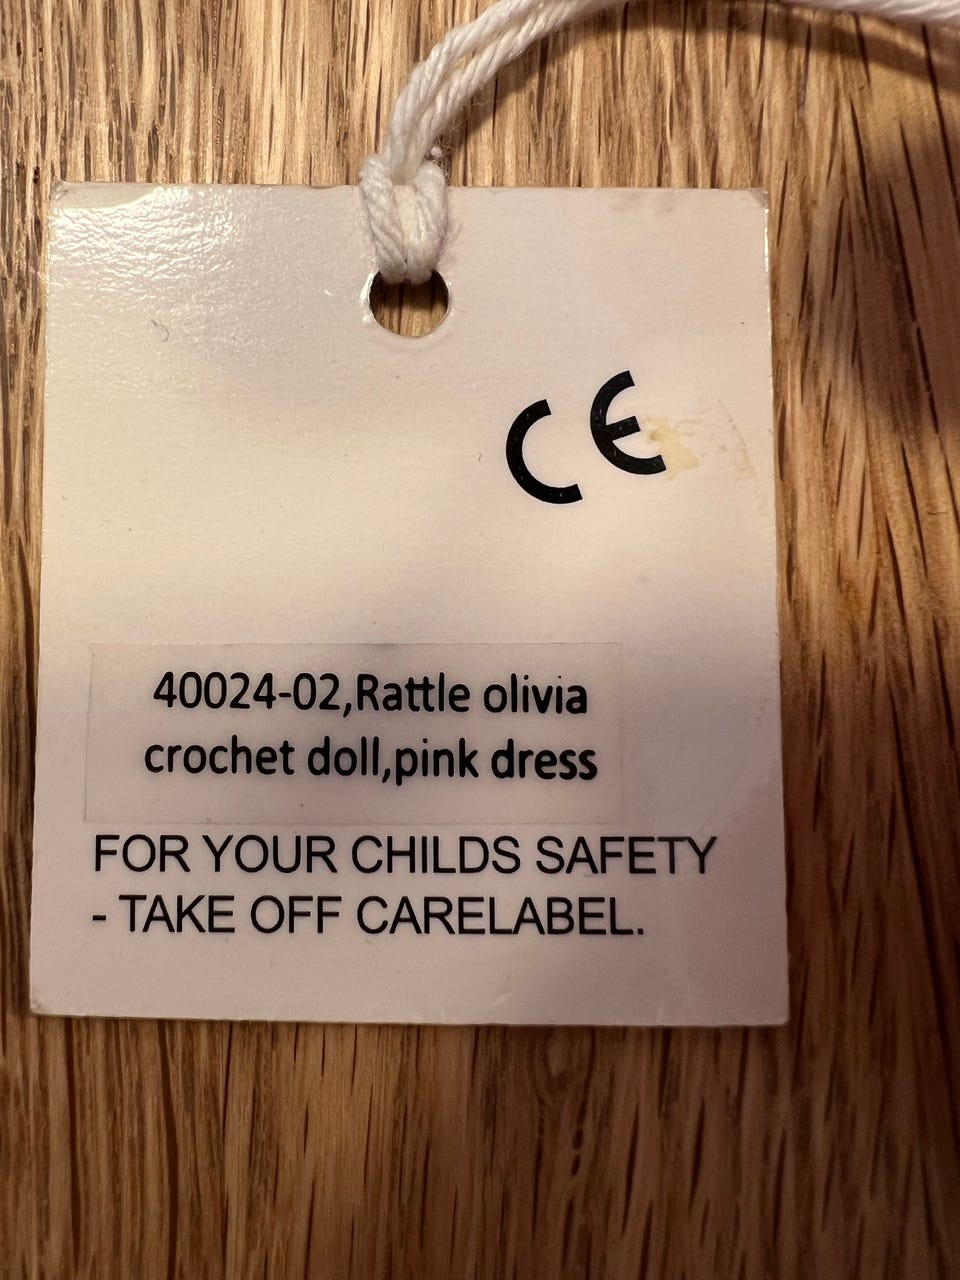 CE
40024-02,Rattle olivia
crochet doll,pink dress
FOR YOUR CHILDS SAFETY
- TAKE OFF CARELABEL.